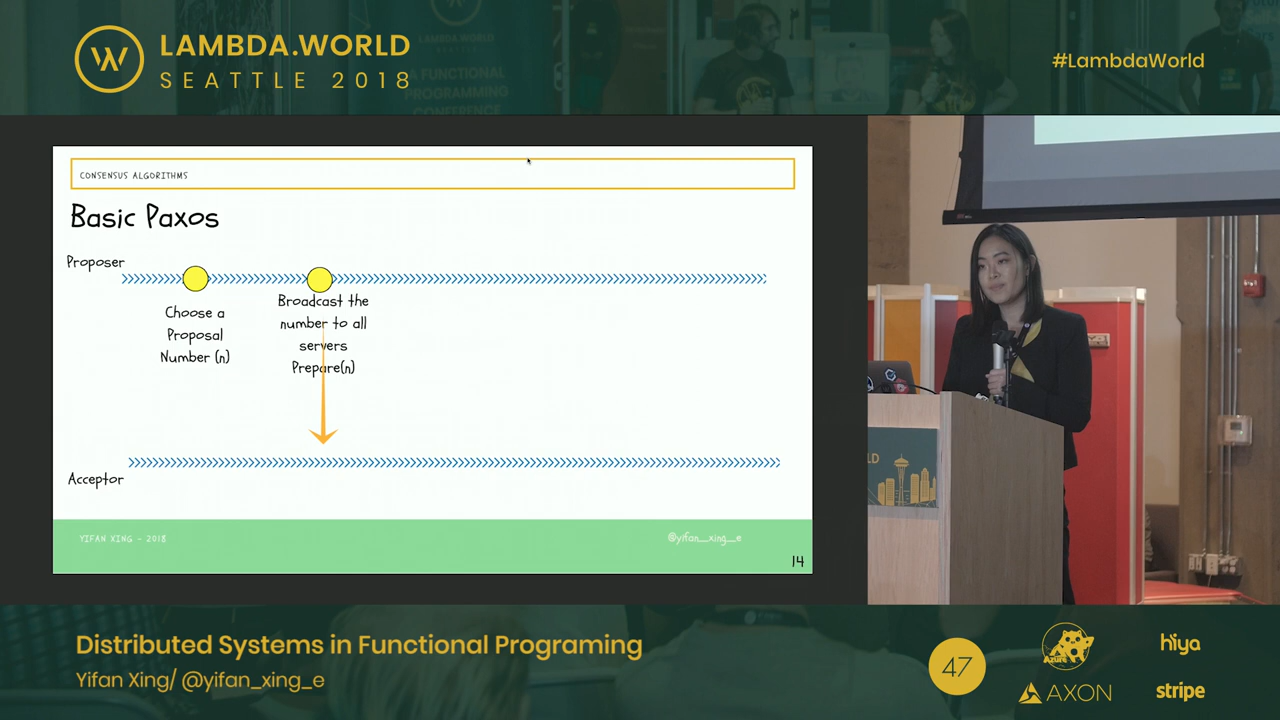 LAMBDA.WORLD
SEATTLE 2018
#LambdaWorld
CONSENSUS ALGORITHMS
Basic Paxos
Proposer
Choose a
Proposal
Number (n)
Broadcast the
number to all
servers
Prepare(n)
Acceptor
YIFAN XING - 2018
@yifan_xing_e
14
LD
Distributed Systems in Functional Programing
Yifan Xing/ @yifan_xing_e
47
Azure
hiya
AXON
stripe